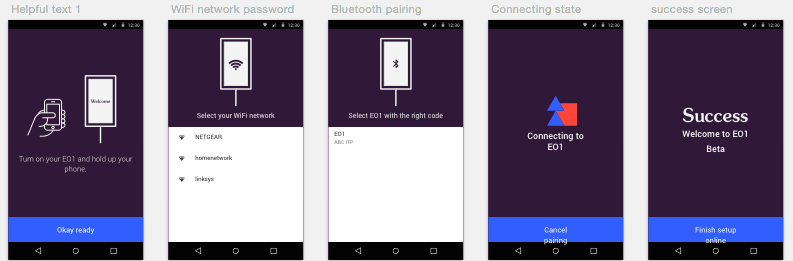 Helpful text 1
WiFi network password
Bluetooth pairing
Connecting state
success screen
12:30
12:30
12:30
12:30
12:30
Welcome
Turn on your EO1 and hold up your
phone.
Okay ready
Select your WiFi network
NETGEAR
homenetwork
linksys
Select EO1 with the right code
EO1
ABC ITP
Connecting to
EO1
Cancel
pairing
Success
Welcome to EO1
Beta
Finish setup
online